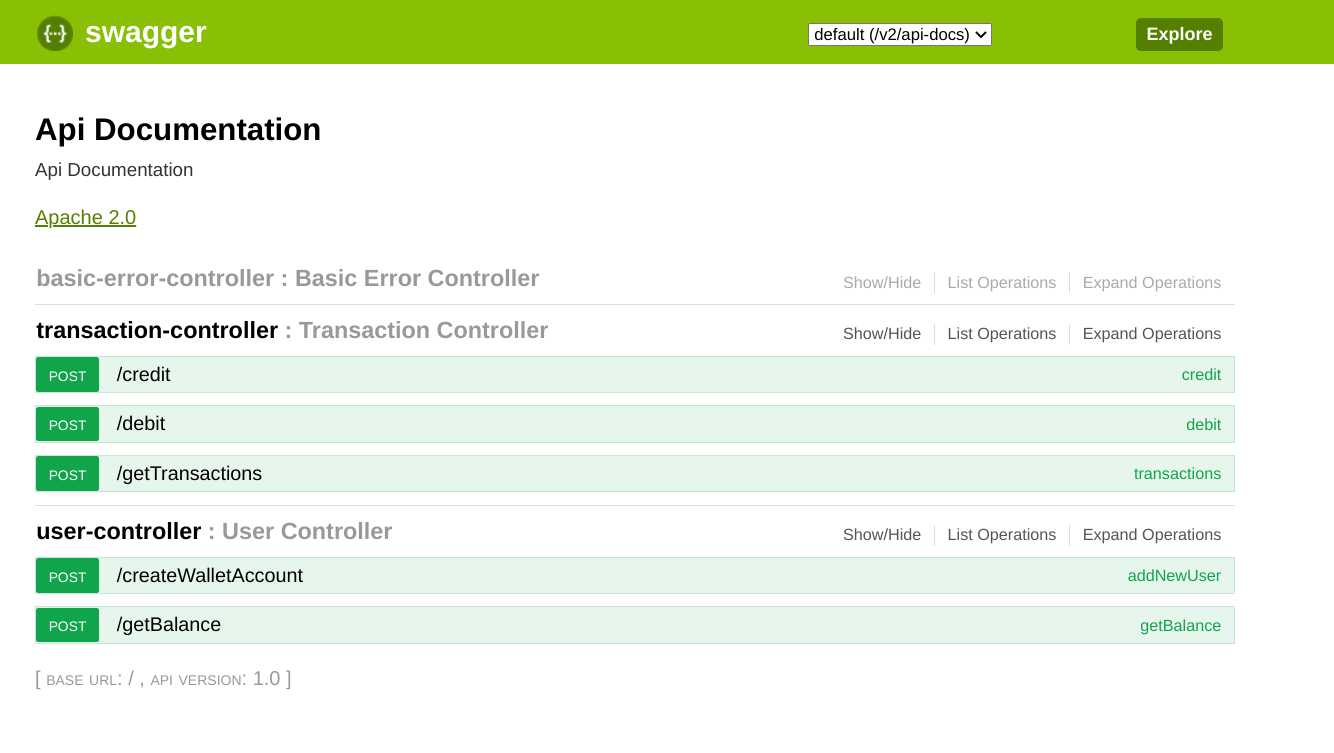 swagger default (/v2/api-docs) Explore
Api Documentation
Api Documentation
Apache 2.0
basic-error-controller : Basic Error Controller Show/Hide List Operations Expand Operations
transaction-controller : Transaction Controller Show/Hide List Operations Expand Operations
POST /credit credit
POST /debit debit
POST /getTransactions transactions
user-controller : User Controller Show/Hide List Operations Expand Operations
POST /createWalletAccount addNewUser
POST /getBalance getBalance
[ BASE URL: / , API VERSION: 1.0 ]